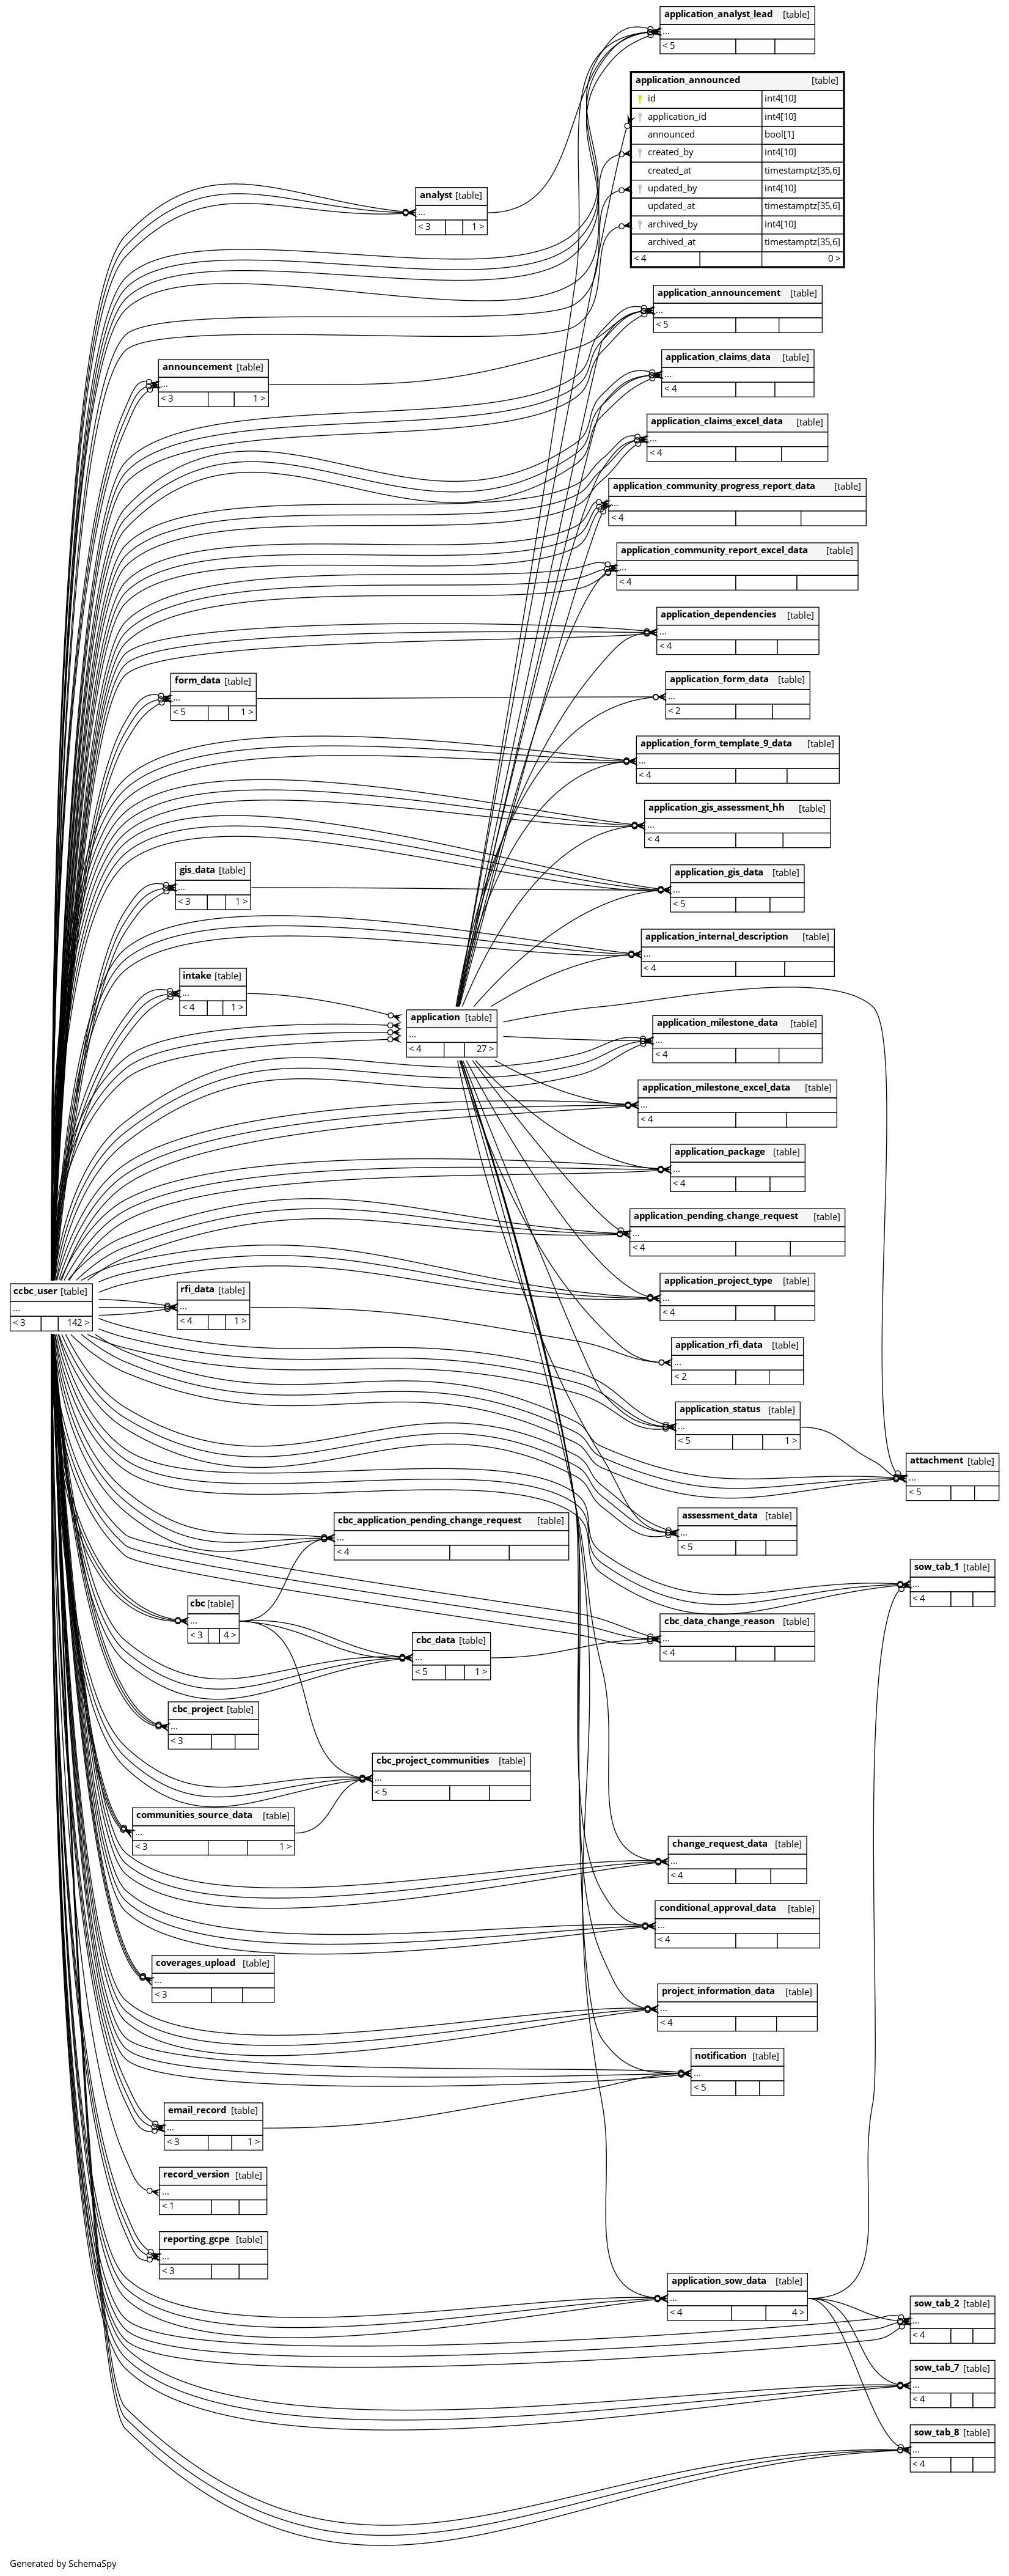 application_analyst_lead [table]
...
< 5
application_announced [table]
id int4[10]
application_id int4[10]
announced bool[1]
created_by int4[10]
created_at timestamptz[35,6]
updated_by int4[10]
updated_at timestamptz[35,6]
archived_by int4[10]
archived_at timestamptz[35,6]
< 4 0 >
analyst [table]
...
< 3 1 >
application_announcement [table]
...
< 5
announcement [table]
...
< 3 1 >
application_claims_data [table]
...
< 4
application_claims_excel_data [table]
...
< 4
application_community_progress_report_data [table]
...
< 4
application_community_report_excel_data [table]
...
< 4
application_dependencies [table]
...
< 4
form_data [table]
...
< 5 1 >
application_form_data [table]
...
< 2
application_form_template_9_data [table]
...
< 4
application_gis_assessment_hh [table]
...
< 4
gis_data [table]
...
< 3 1 >
application_gis_data [table]
...
< 5
application_internal_description [table]
...
< 4
intake [table]
...
< 4 1 >
application [table]
...
< 4 27 >
application_milestone_data [table]
...
< 4
application_milestone_excel_data [table]
...
< 4
application_package [table]
...
< 4
application_pending_change_request [table]
...
< 4
ccbc_user [table]
...
< 3 142 >
rfi_data [table]
...
< 4 1 >
application_project_type [table]
...
< 4
application_rfi_data [table]
...
< 2
application_status [table]
...
< 5 1 >
attachment [table]
...
< 5
cbc_application_pending_change_request [table]
...
< 4
assessment_data [table]
...
< 5
sow_tab_1 [table]
...
< 4
cbc [table]
...
< 3 4 >
cbc_data [table]
...
< 5 1 >
cbc_data_change_reason [table]
...
< 4
cbc_project [table]
...
< 3
cbc_project_communities [table]
...
< 5
communities_source_data [table]
...
< 3 1 >
change_request_data [table]
...
< 4
conditional_approval_data [table]
...
< 4
coverages_upload [table]
...
< 3
project_information_data [table]
...
< 4
notification [table]
...
< 5
email_record [table]
...
< 3 1 >
record_version [table]
...
< 1
reporting_gcpe [table]
...
< 3
application_sow_data [table]
...
< 4 4 >
sow_tab_2 [table]
...
< 4
sow_tab_7 [table]
...
< 4
sow_tab_8 [table]
...
< 4
Generated by SchemaSpy